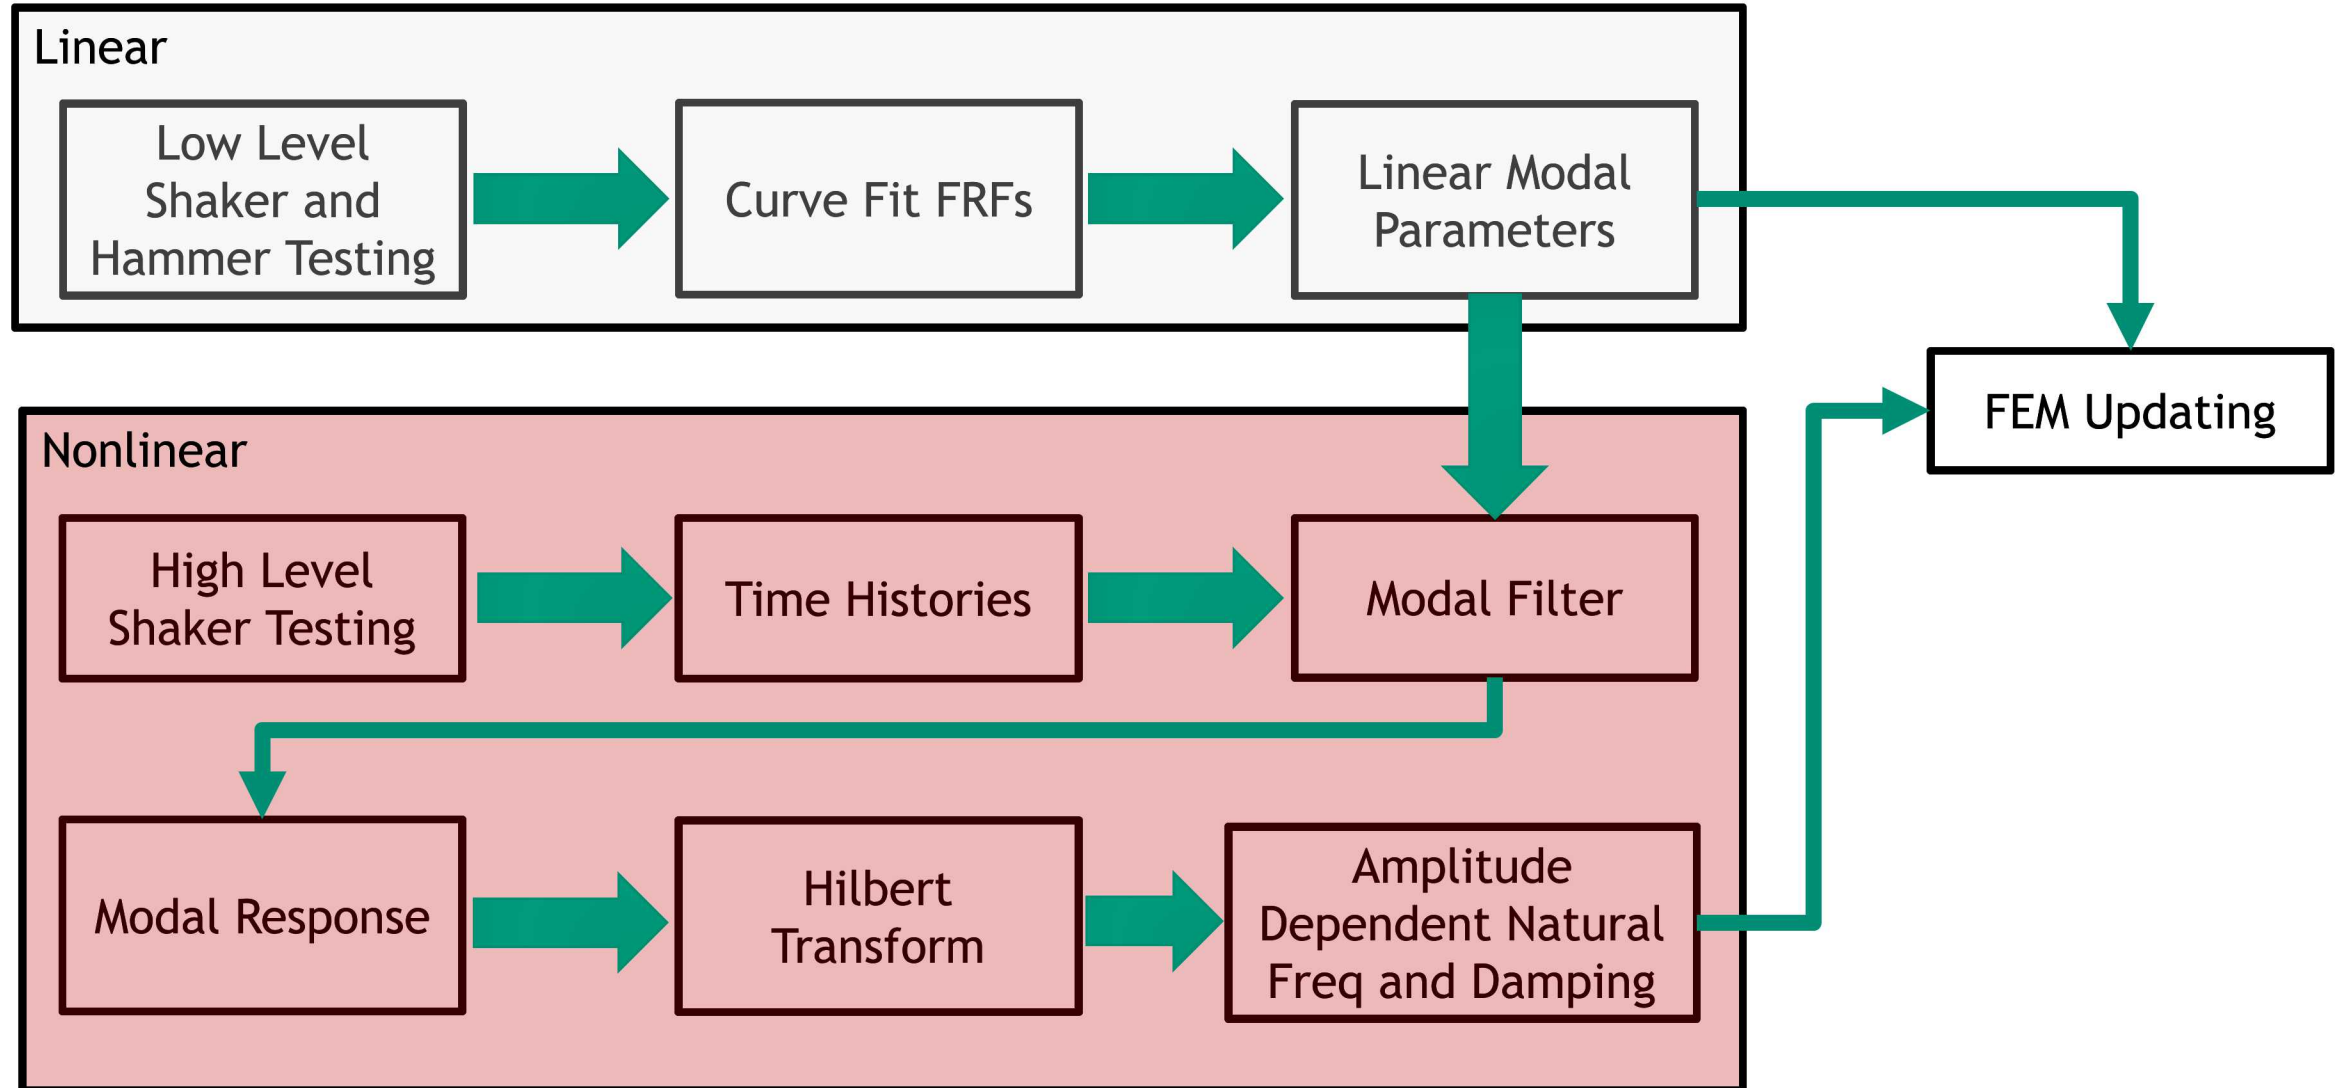 Linear
Low Level
Shaker and
Hammer Testing
Curve Fit FRFs
Linear Modal
Parameters
FEM Updating
Nonlinear
High Level
Shaker Testing
Time Histories
Modal Filter
Modal Response
Hilbert
Transform
Amplitude
Dependent Natural
Freq and Damping